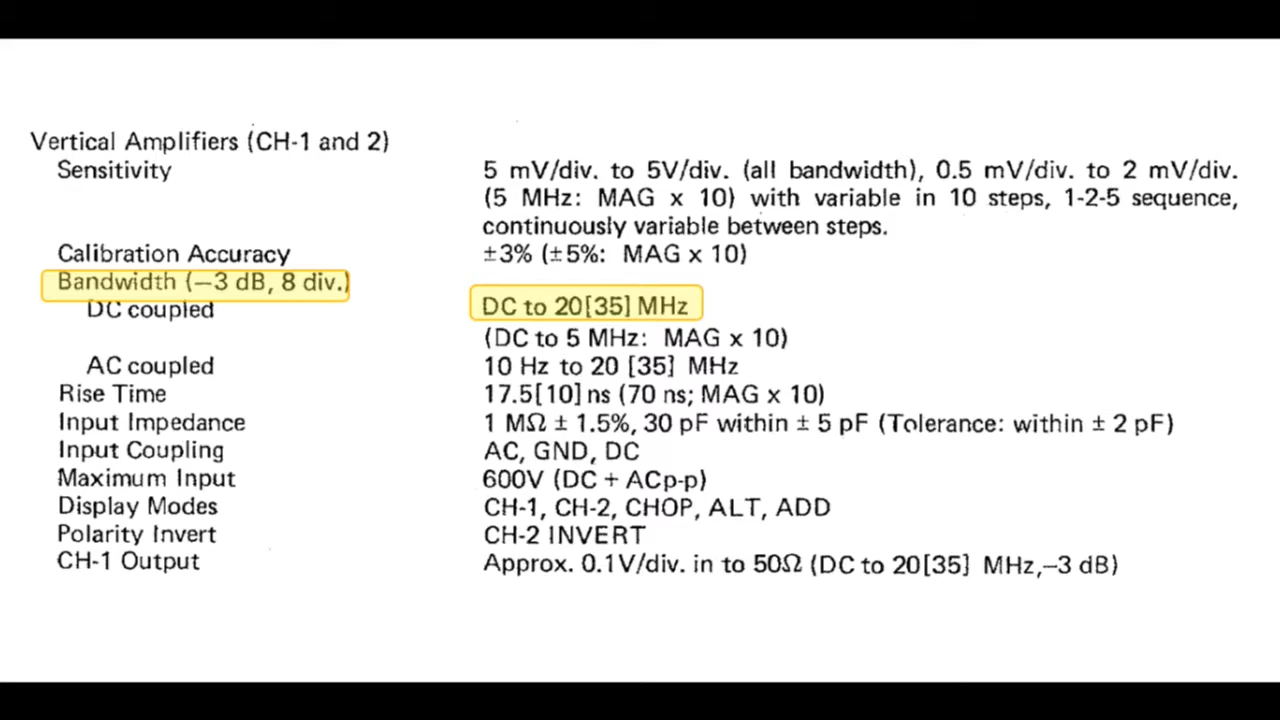 Vertical Amplifiers (CH-1 and 2)
Sensitivity 5 mV/div. to 5V/div. (all bandwidth), 0.5 mV/div. to 2 mV/div.
(5 MHz: MAG x 10) with variable in 10 steps, 1-2-5 sequence,
continuously variable between steps.
Calibration Accuracy ±3% (±5%: MAG x 10)
Bandwidth (−3 dB, 8 div.)
DC coupled DC to 20[35] MHz
(DC to 5 MHz: MAG x 10)
AC coupled 10 Hz to 20 [35] MHz
Rise Time 17.5[10] ns (70 ns; MAG x 10)
Input Impedance 1 MΩ ± 1.5%, 30 pF within ± 5 pF (Tolerance: within ± 2 pF)
Input Coupling AC, GND, DC
Maximum Input 600V (DC + ACp-p)
Display Modes CH-1, CH-2, CHOP, ALT, ADD
Polarity Invert CH-2 INVERT
CH-1 Output Approx. 0.1V/div. in to 50Ω (DC to 20[35] MHz,−3 dB)